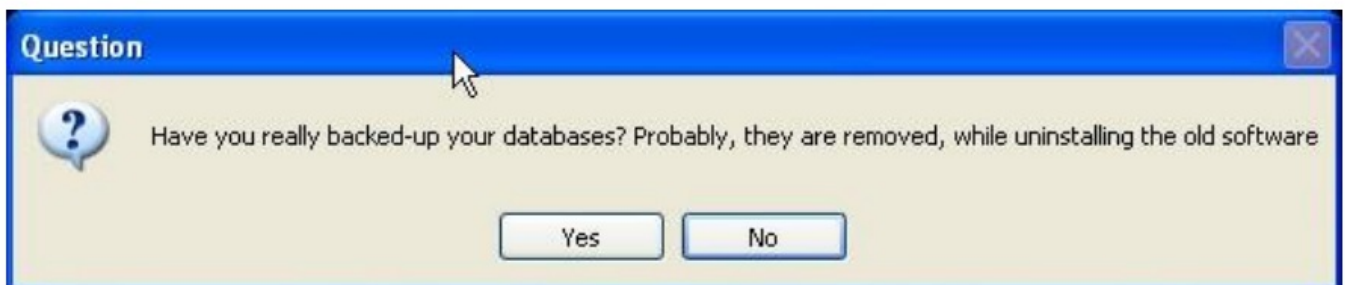 Question
Have you really backed-up your databases? Probably, they are removed, while uninstalling the old software
Yes
No